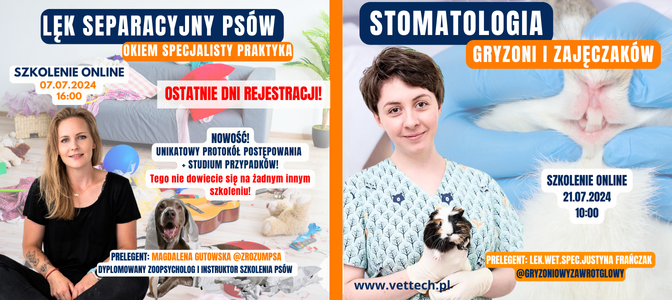 LĘK SEPARACYJNY PSÓW
OKIEM SPECJALISTY PRAKTYKA
SZKOLENIE ONLINE
07.07.2024
16:00
OSTATNIE DNI REJESTRACJI!
NOWOŚĆ!
UNIKATOWY PROTOKÓŁ POSTĘPOWANIA
+ STUDIUM PRZYPADKÓW!
Tego nie dowiecie się na żadnym innym
szkoleniu!
PRELEGENT: MAGDALENA GUTOWSKA @ZROZUMPSA
DYPLOMOWANY ZOOPSYCHOLOG I INSTRUKTOR SZKOLENIA PSÓW
STOMATOLOGIA
GRYZONI I ZAJĘCZAKÓW
SZKOLENIE ONLINE
21.07.2024
10:00
PRELEGENT: LEK.WET.SPEC.JUSTYNA FRAŃCZAK
@GRYZONIOWYZAWROTGLOWY
www.vettech.pl